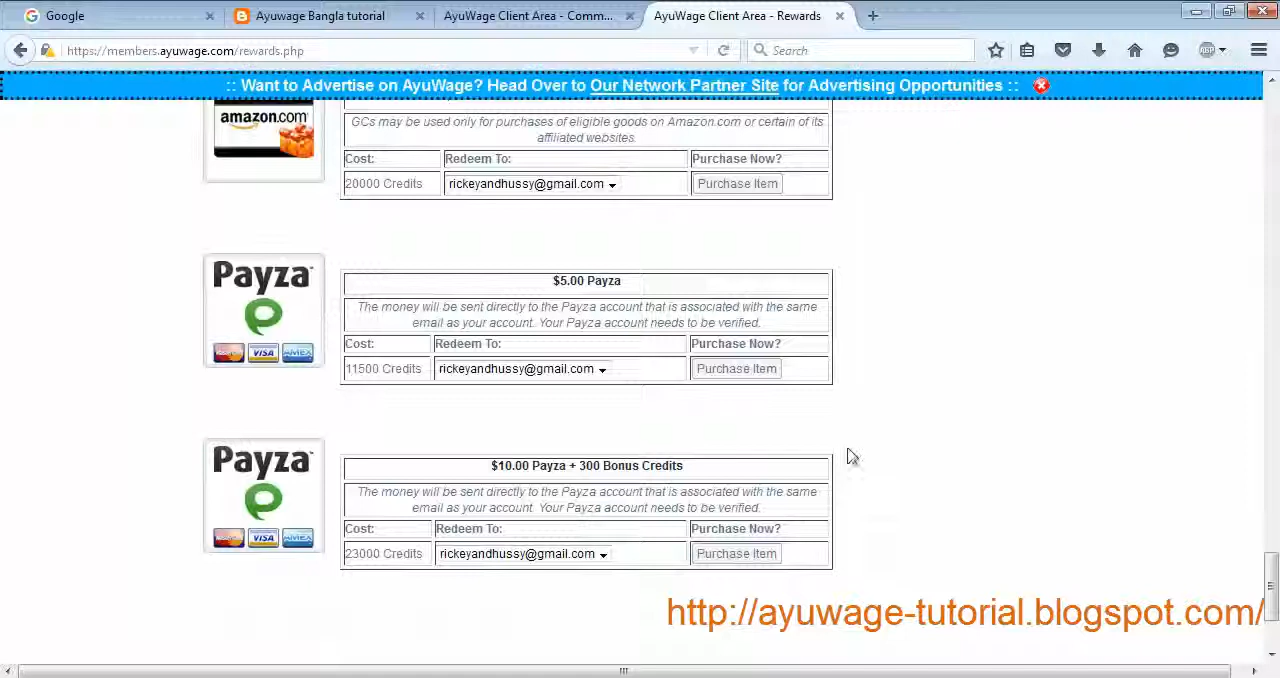 Google
Ayuwage Bangla tutorial
AyuWage Client Area - Comm...
AyuWage Client Area - Rewards
https://members.ayuwage.com/rewards.php
Search
ABP
:: Want to Advertise on AyuWage? Head Over to Our Network Partner Site for Advertising Opportunities ::
amazon.com
GCs may be used only for purchases of eligible goods on Amazon.com or certain of its
affiliated websites.
Cost: Redeem To: Purchase Now?
20000 Credits rickeyandhussy@gmail.com Purchase Item
Payza
VISA
AMEX
$5.00 Payza
The money will be sent directly to the Payza account that is associated with the same
email as your account. Your Payza account needs to be verified.
Cost: Redeem To: Purchase Now?
11500 Credits rickeyandhussy@gmail.com Purchase Item
Payza
VISA
AMEX
$10.00 Payza + 300 Bonus Credits
The money will be sent directly to the Payza account that is associated with the same
email as your account. Your Payza account needs to be verified.
Cost: Redeem To: Purchase Now?
23000 Credits rickeyandhussy@gmail.com Purchase Item
http://ayuwage-tutorial.blogspot.com/